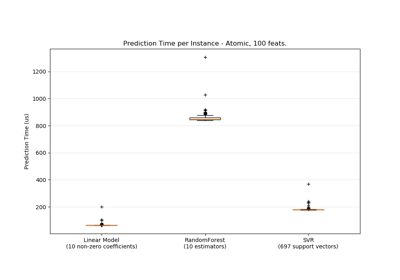 Prediction Time per Instance - Atomic, 100 feats.
1200
1000
800
600
400
200
Prediction Time (us)
Linear Model
(10 non-zero coefficients)
RandomForest
(10 estimators)
SVR
(697 support vectors)